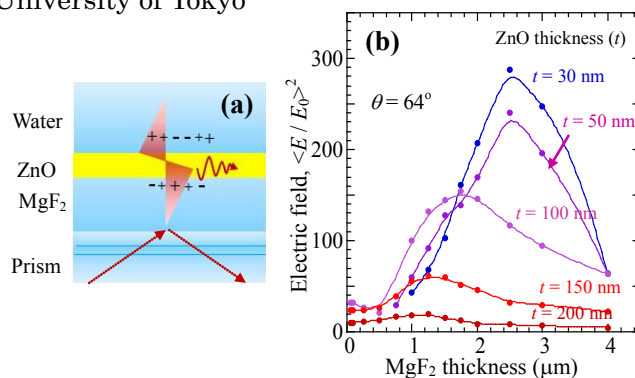 University of Tokyo
(a)
Water
++--++
ZnO
-++-
MgF2
Prism
(b)
ZnO thickness (t)
θ = 64o
t = 30 nm
t = 50 nm
t = 100 nm
t = 150 nm
t = 200 nm
Electric field, <E / E0>2
300
200
100
0
0 1 2 3 4
MgF2 thickness (μm)